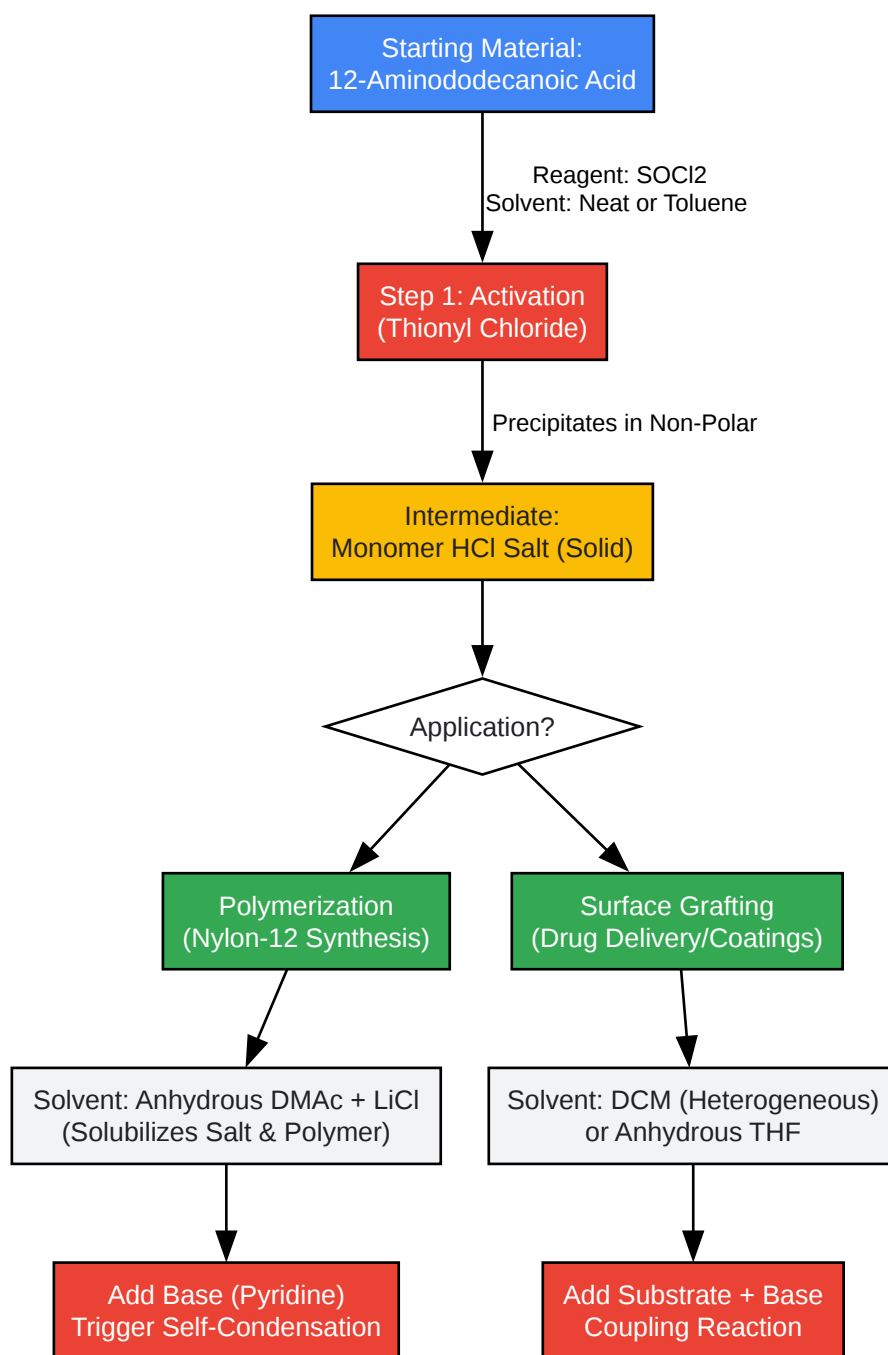 Starting Material:
12-Aminododecanoic Acid
Reagent: SOCl2
Solvent: Neat or Toluene
Step 1: Activation
(Thionyl Chloride)
Precipitates in Non-Polar
Intermediate:
Monomer HCl Salt (Solid)
Application?
Polymerization
(Nylon-12 Synthesis)
Surface Grafting
(Drug Delivery/Coatings)
Solvent: Anhydrous DMAc + LiCl
(Solubilizes Salt & Polymer)
Solvent: DCM (Heterogeneous)
or Anhydrous THF
Add Base (Pyridine)
Trigger Self-Condensation
Add Substrate + Base
Coupling Reaction